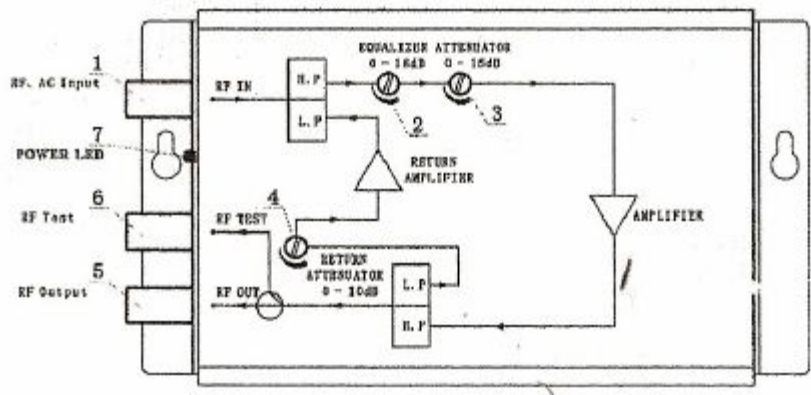 EQUALIZER ATTENUATOR
0 - 18dB 0 - 15dB
1
RF. AC Input
RF IN
H.P
L.P
2
3
7
POWER LED
RETURN
AMPLIFIER
6
RF Test
RF TEST
4
AMPLIFIER
RETURN
ATTENUATOR
0 - 10dB
5
RF Output
RF OUT
L.P
H.P